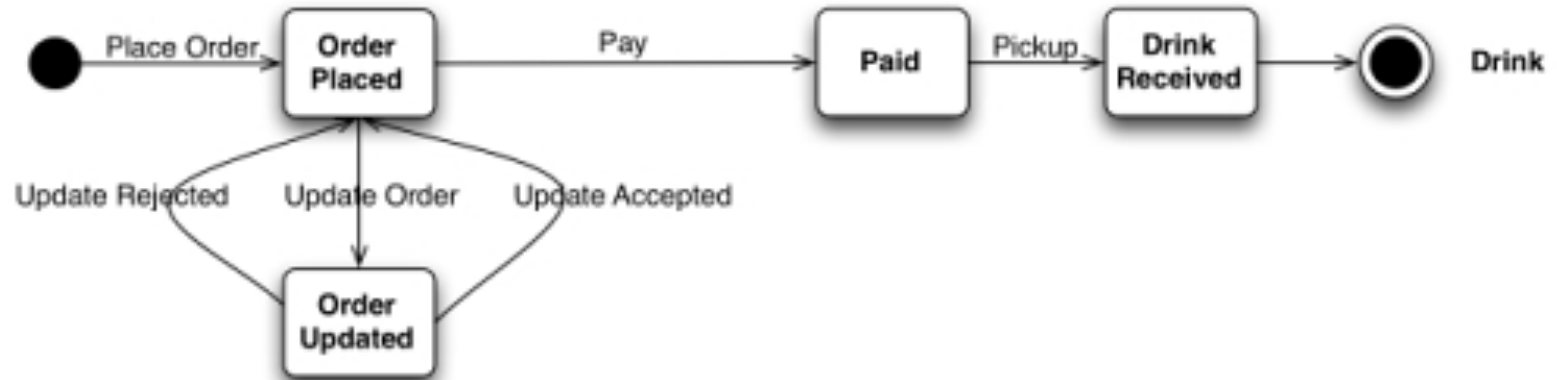 Place Order
Order
Placed
Pay
Paid
Pickup
Drink
Received
Drink
Update Rejected
Update Order
Update Accepted
Order
Updated